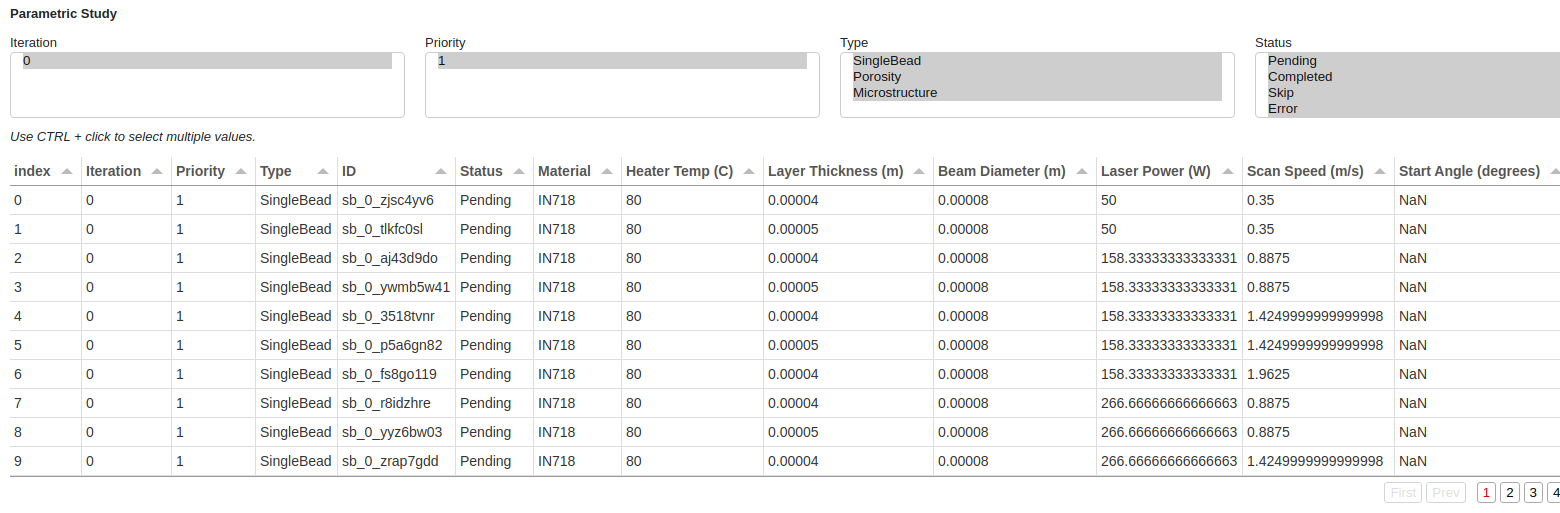 Parametric Study
Iteration Priority Type Status
0 1 SingleBead Pending
Porosity Completed
Microstructure Skip
Error
Use CTRL + click to select multiple values.
index Iteration Priority Type ID Status Material Heater Temp (C) Layer Thickness (m) Beam Diameter (m) Laser Power (W) Scan Speed (m/s) Start Angle (degrees)
0 0 1 SingleBead sb_0_zjsc4yv6 Pending IN718 80 0.00004 0.00008 50 0.35 NaN
1 0 1 SingleBead sb_0_tlkfc0sl Pending IN718 80 0.00005 0.00008 50 0.35 NaN
2 0 1 SingleBead sb_0_aj43d9do Pending IN718 80 0.00004 0.00008 158.33333333333331 0.8875 NaN
3 0 1 SingleBead sb_0_ywmb5w41 Pending IN718 80 0.00005 0.00008 158.33333333333331 0.8875 NaN
4 0 1 SingleBead sb_0_3518tvnr Pending IN718 80 0.00004 0.00008 158.33333333333331 1.4249999999999998 NaN
5 0 1 SingleBead sb_0_p5a6gn82 Pending IN718 80 0.00005 0.00008 158.33333333333331 1.4249999999999998 NaN
6 0 1 SingleBead sb_0_fs8go119 Pending IN718 80 0.00004 0.00008 158.33333333333331 1.9625 NaN
7 0 1 SingleBead sb_0_r8idzhre Pending IN718 80 0.00004 0.00008 266.66666666666663 0.8875 NaN
8 0 1 SingleBead sb_0_yyz6bw03 Pending IN718 80 0.00005 0.00008 266.66666666666663 0.8875 NaN
9 0 1 SingleBead sb_0_zrap7gdd Pending IN718 80 0.00004 0.00008 266.66666666666663 1.4249999999999998 NaN
First Prev 1 2 3 4